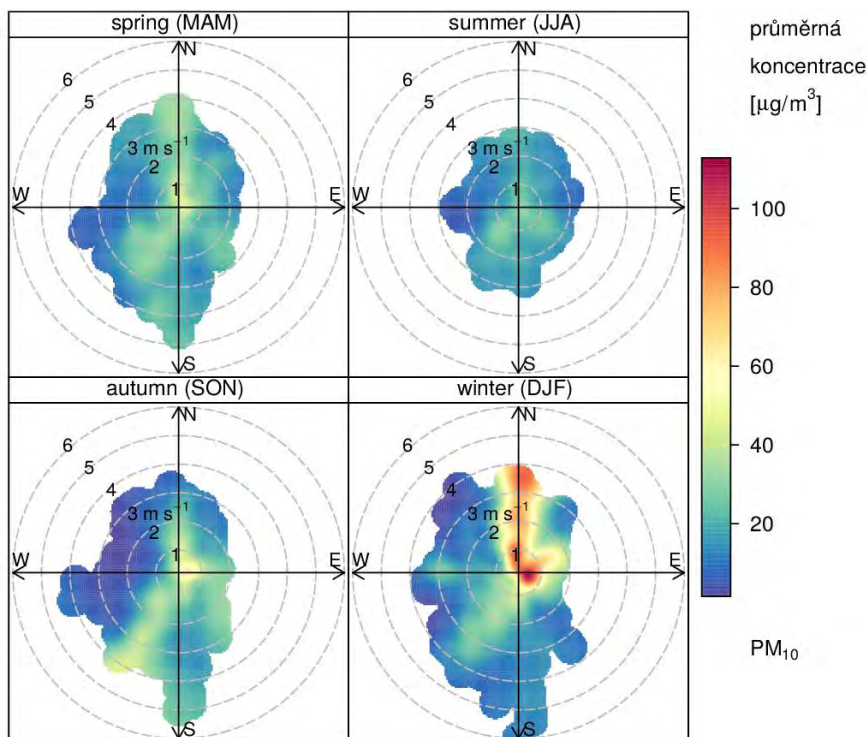 spring (MAM)
N
6
5
4
3 m s⁻¹
2
1
W
E
S
summer (JJA)
N
6
5
4
3 m s⁻¹
2
1
W
E
S
autumn (SON)
N
6
5
4
3 m s⁻¹
2
1
W
E
S
winter (DJF)
N
6
5
4
3 m s⁻¹
2
1
W
E
S
průměrná
koncentrace
[μg/m³]
100
80
60
40
20
PM₁₀